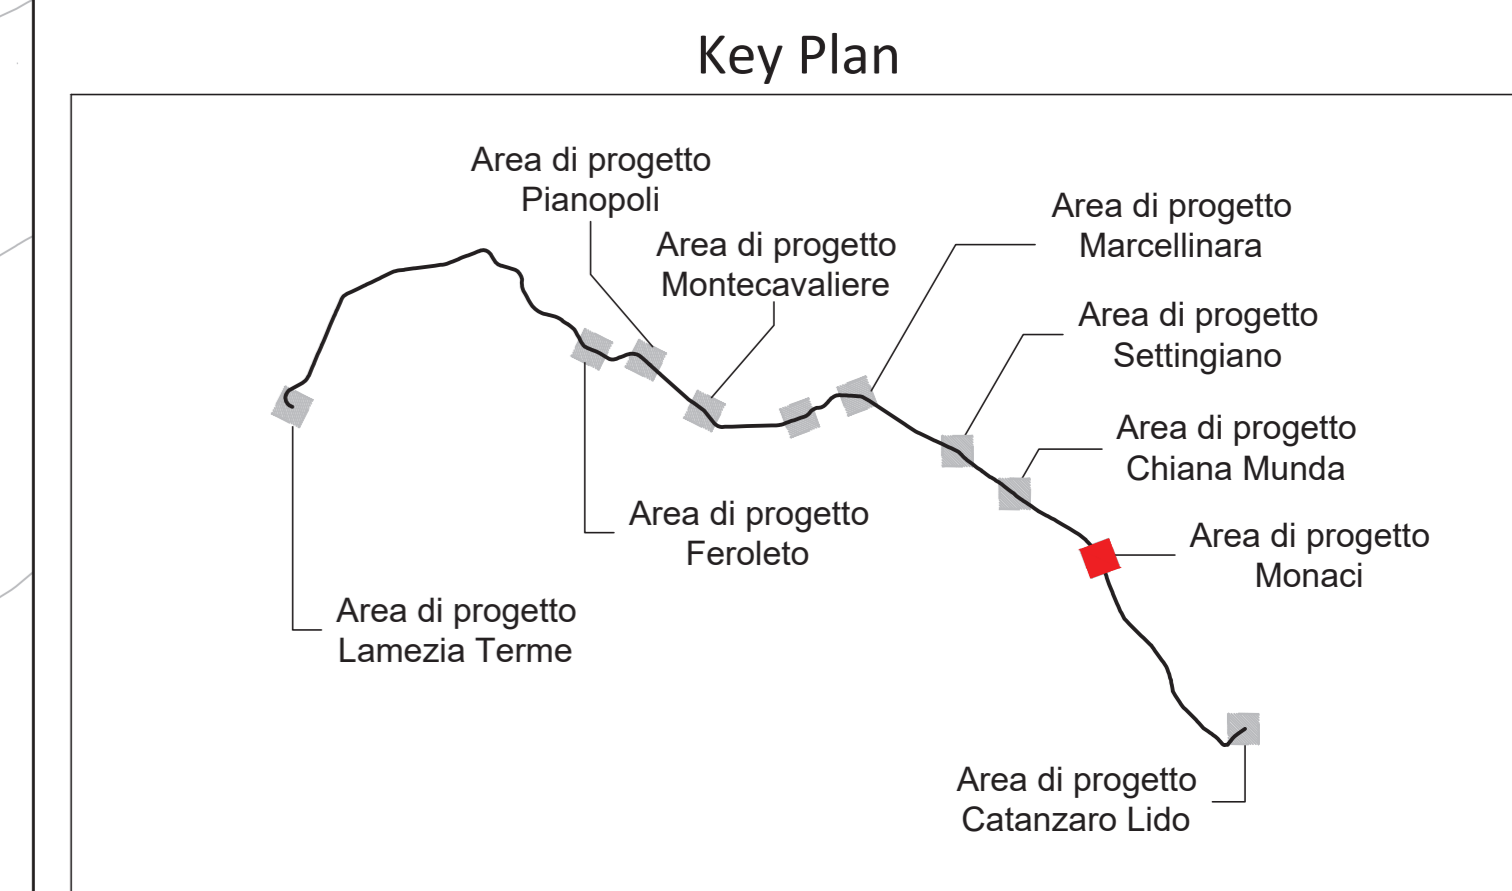 Key Plan
Area di progetto
Pianopoli
Area di progetto
Montecavaliere
Area di progetto
Marcellinara
Area di progetto
Settingiano
Area di progetto
Chiana Munda
Area di progetto
Monaci
Area di progetto
Feroleto
Area di progetto
Lamezia Terme
Area di progetto
Catanzaro Lido